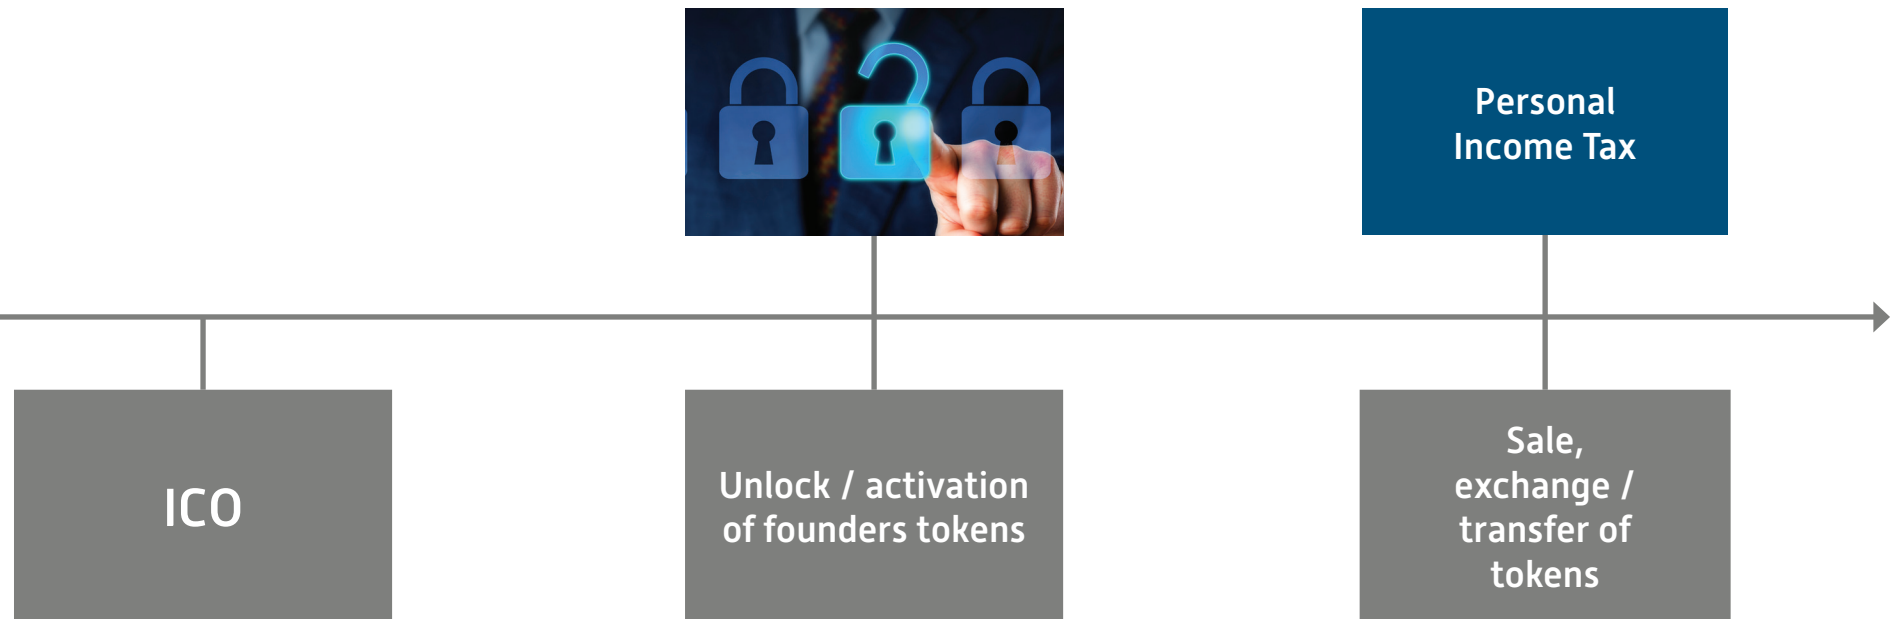 Personal
Income Tax
ICO
Unlock / activation
of founders tokens
Sale,
exchange /
transfer of
tokens